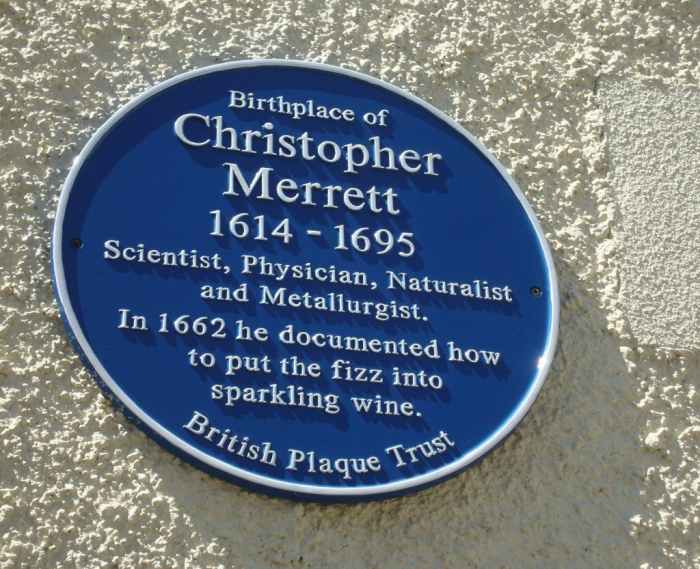 Birthplace of
Christopher
Merrett
1614 - 1695
Scientist, Physician, Naturalist
and Metallurgist.
In 1662 he documented how
to put the fizz into
sparkling wine.
British Plaque Trust